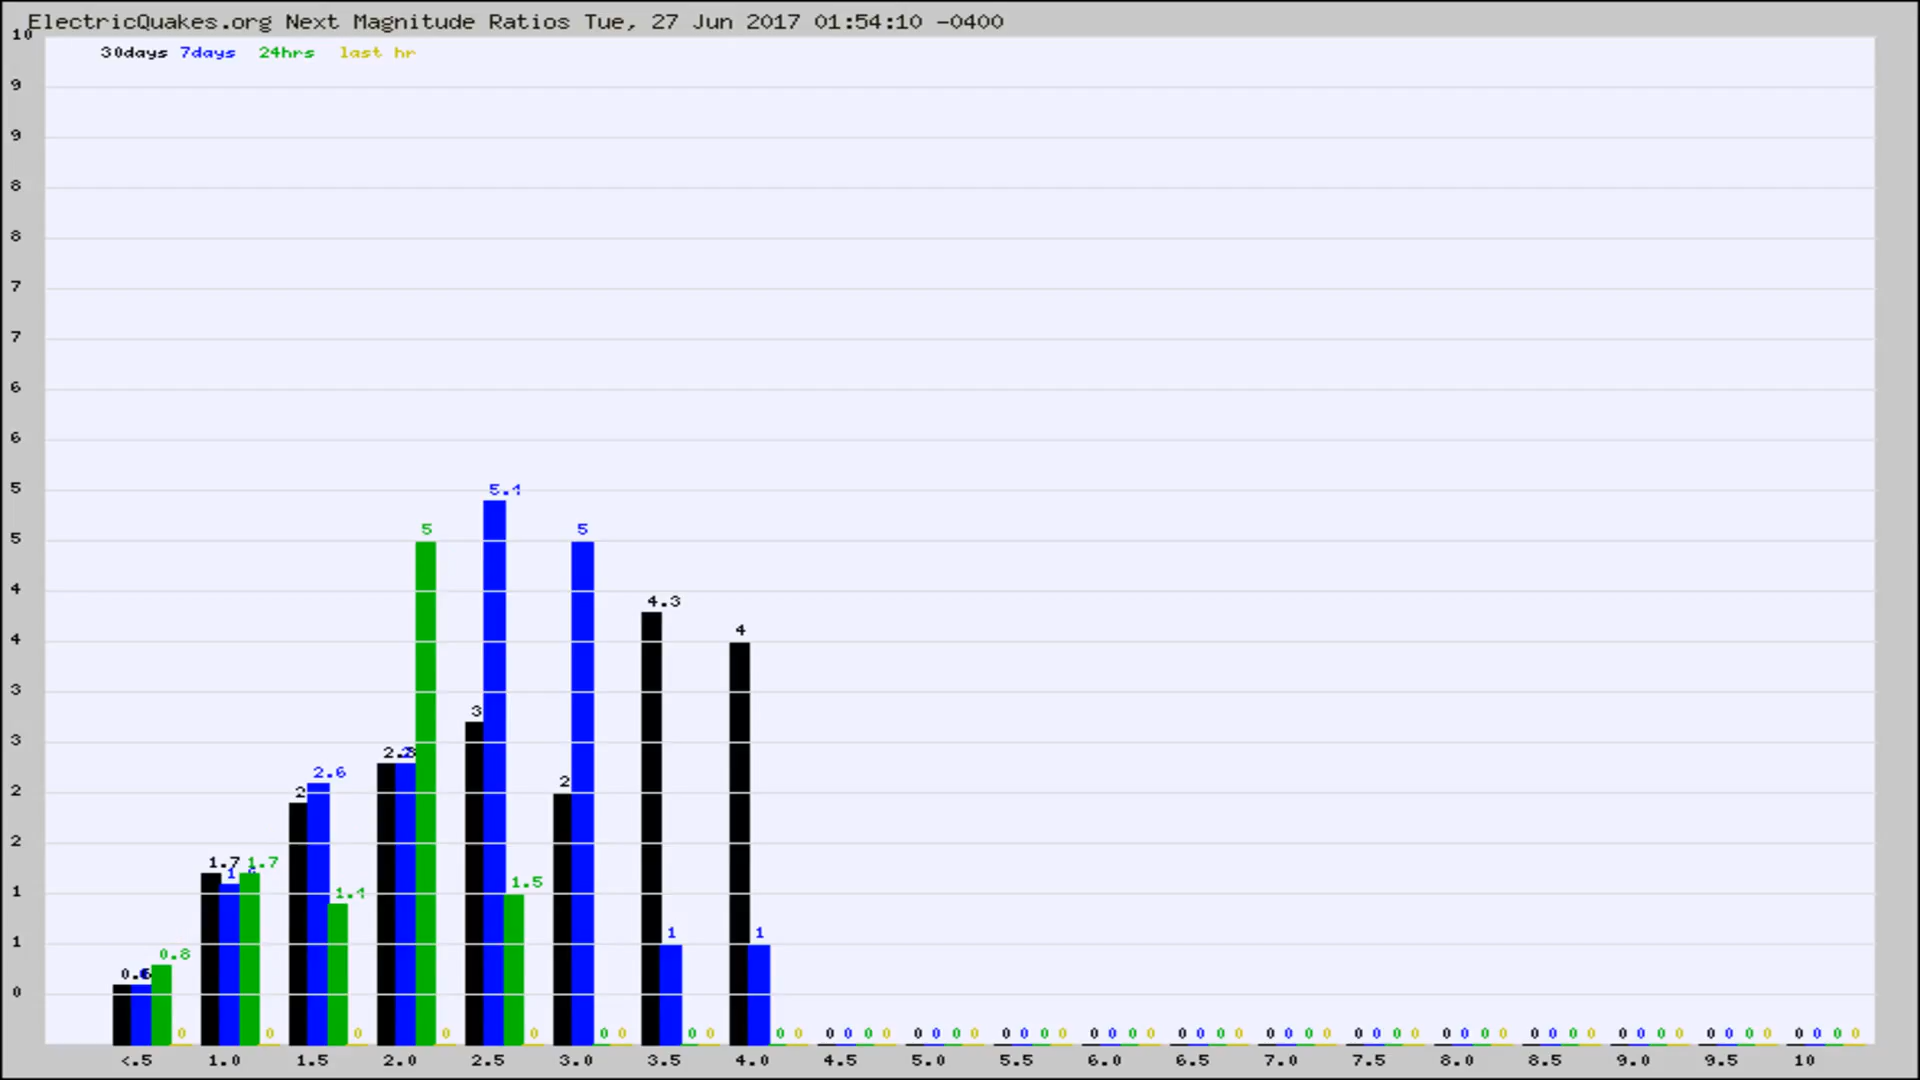 ElectricQuakes.org Next Magnitude Ratios Tue, 27 Jun 2017 01:54:10 -0400
10
30days 7days 24hrs last hr
9
9
8
8
7
7
6
6
5 5.4
5 5 5
4 4.3
4 4
3 3
3 2.8
2 2 2.6 2
2 1.7 1.7
1 1.4 1.5
1 0.6 0.8 1 1
0
0 0 0 0 0 0 0 0 0 0 0 0 0 0 0 0 0 0 0 0 0 0 0 0 0 0 0 0 0 0 0 0 0 0 0 0 0 0 0 0 0 0 0 0 0 0 0 0 0 0 0 0 0 0 0 0 0 0 0
<.5 1.0 1.5 2.0 2.5 3.0 3.5 4.0 4.5 5.0 5.5 6.0 6.5 7.0 7.5 8.0 8.5 9.0 9.5 10